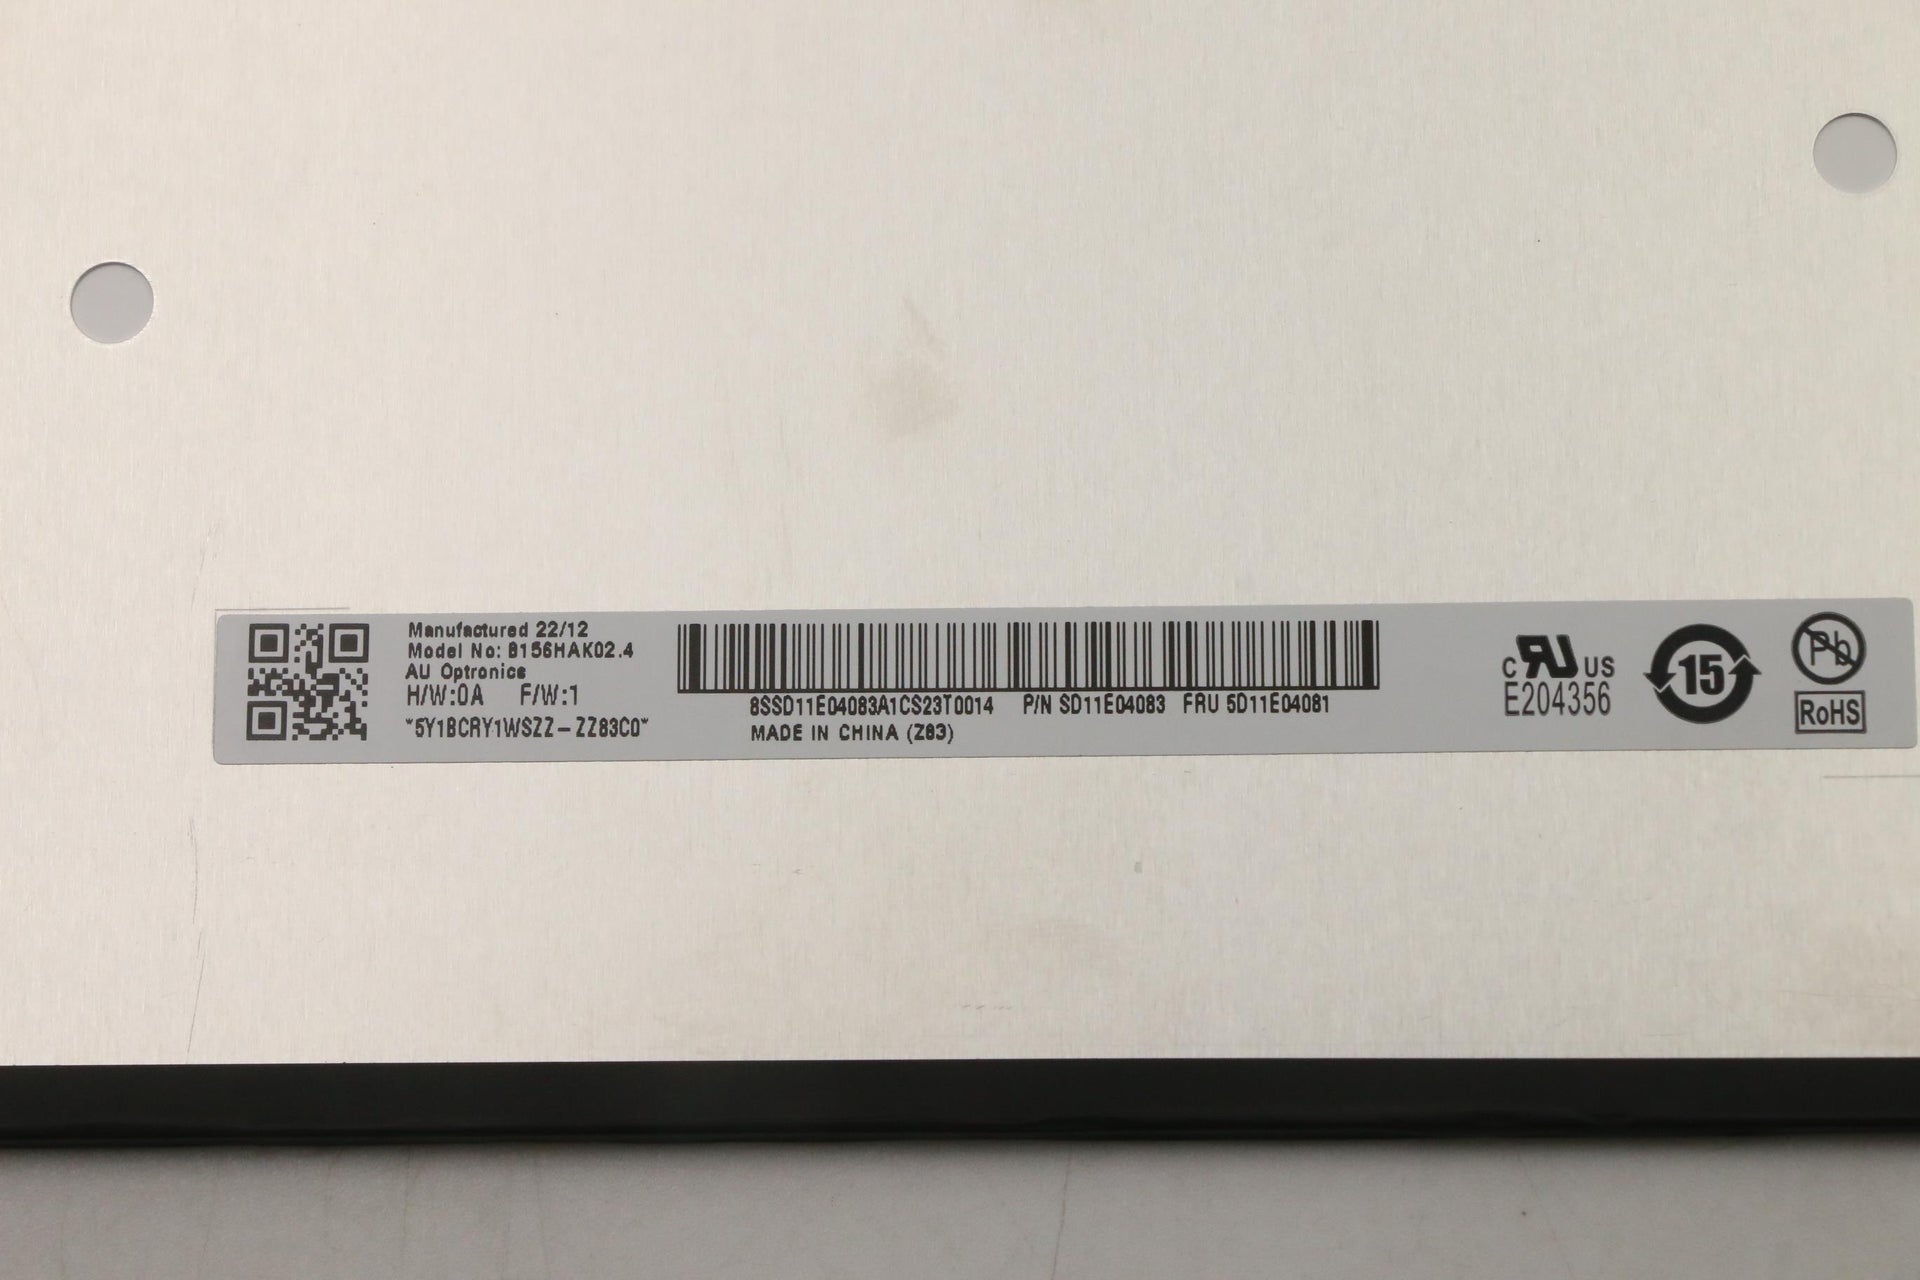 Manufactured 22/12
Model No: B156HAK02.4
AU Optronics
H/W:0A F/W:1
"5Y1BCRY1WSZZ-ZZ83C0"
8SSD11E04083A1CS23T0014 P/N SD11E04083 FRU 5D11E04081
MADE IN CHINA (Z83)
C RU US
E204356
15
Pb
RoHS